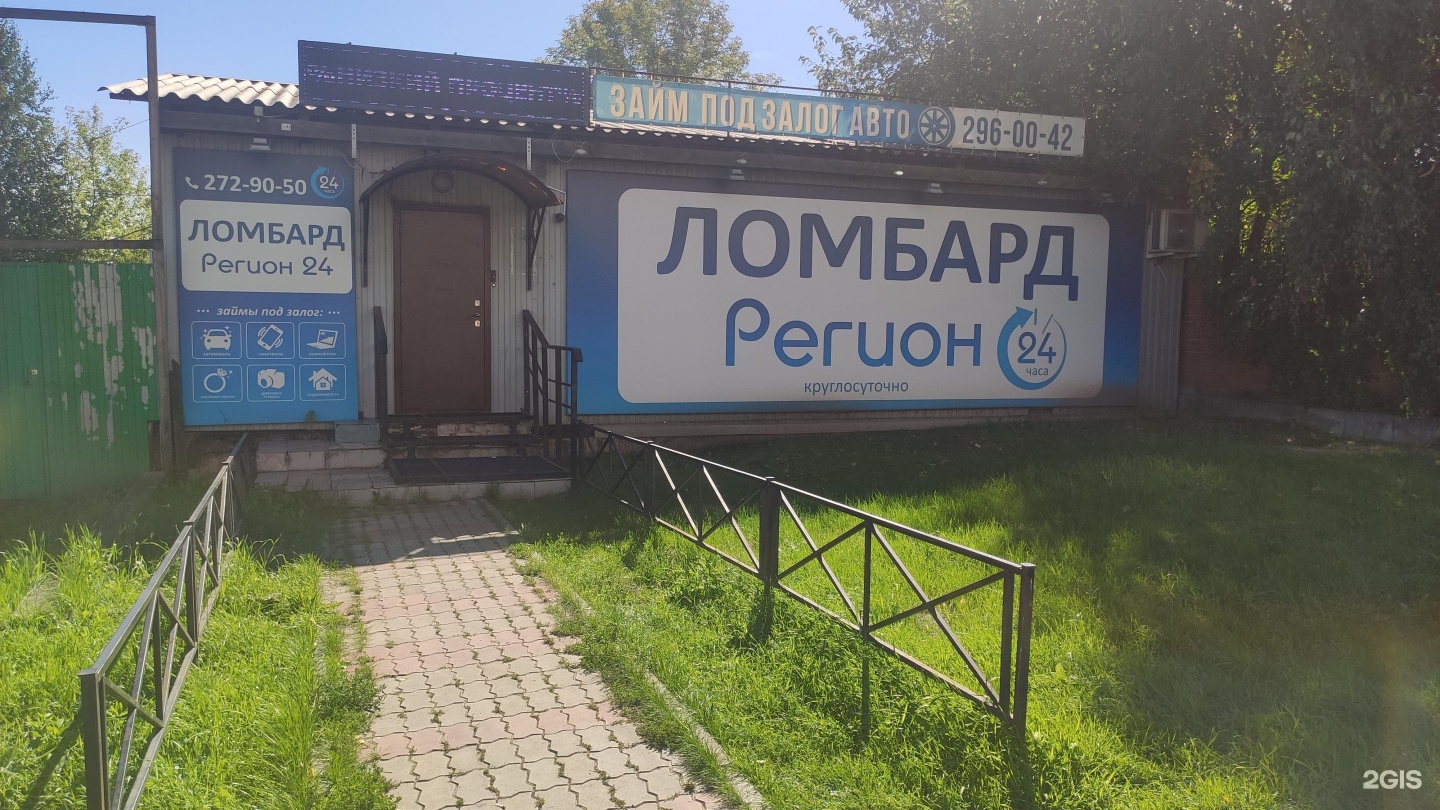 ЗАЙМ ПОД ЗАЛОГ АВТО 296-00-42
272-90-50 24 часа
ЛОМБАРД
Регион 24
••• займы под залог: •••
ЛОМБАРД
Регион 24 часа
круглосуточно
2GIS